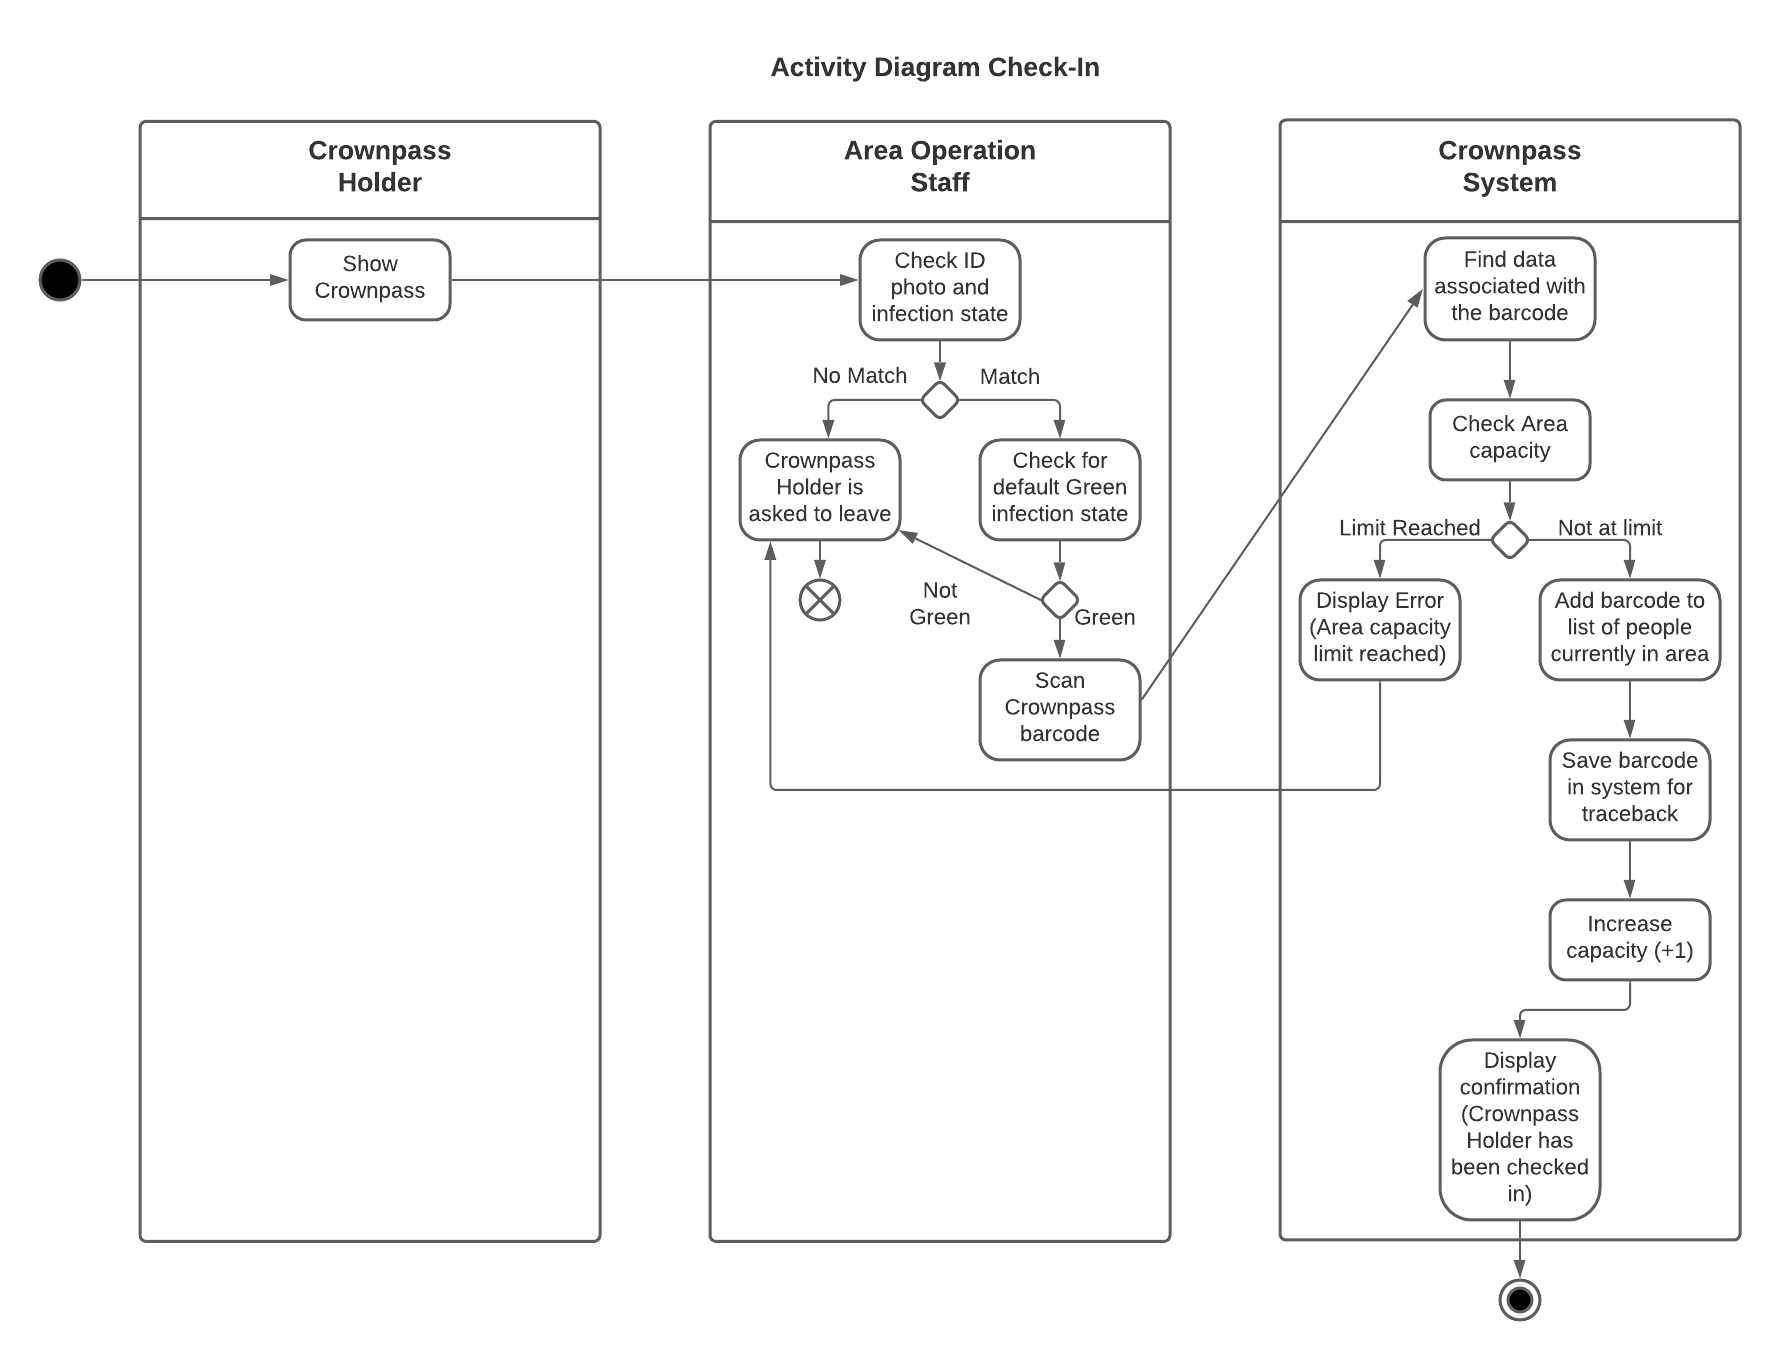 Activity Diagram Check-In
Crownpass
Holder
Show
Crownpass
Area Operation
Staff
Check ID
photo and
infection state
No Match
Match
Crownpass
Holder is
asked to leave
Check for
default Green
infection state
Not
Green
Green
Scan
Crownpass
barcode
Crownpass
System
Find data
associated with
the barcode
Check Area
capacity
Limit Reached
Not at limit
Display Error
(Area capacity
limit reached)
Add barcode to
list of people
currently in area
Save barcode
in system for
traceback
Increase
capacity (+1)
Display
confirmation
(Crownpass
Holder has
been checked
in)